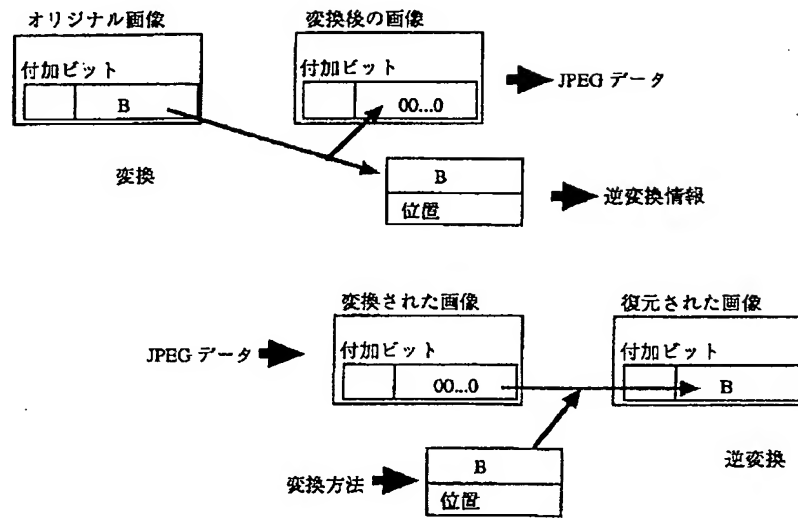 オリジナル画像
変換後の画像
付加ビット
付加ビット
B
00...0
JPEG データ
変換
B
位置
逆変換情報
変換された画像
復元された画像
JPEG データ
付加ビット
付加ビット
00...0
B
変換方法
B
位置
逆変換